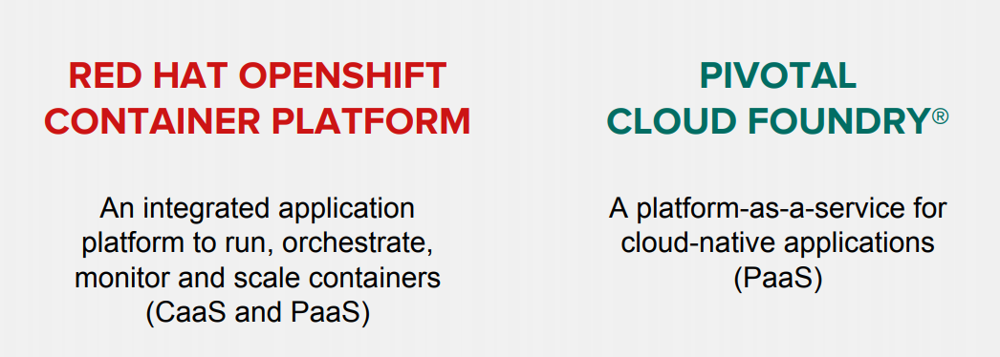 RED HAT OPENSHIFT
CONTAINER PLATFORM
An integrated application
platform to run, orchestrate,
monitor and scale containers
(CaaS and PaaS)
PIVOTAL
CLOUD FOUNDRY®
A platform-as-a-service for
cloud-native applications
(PaaS)